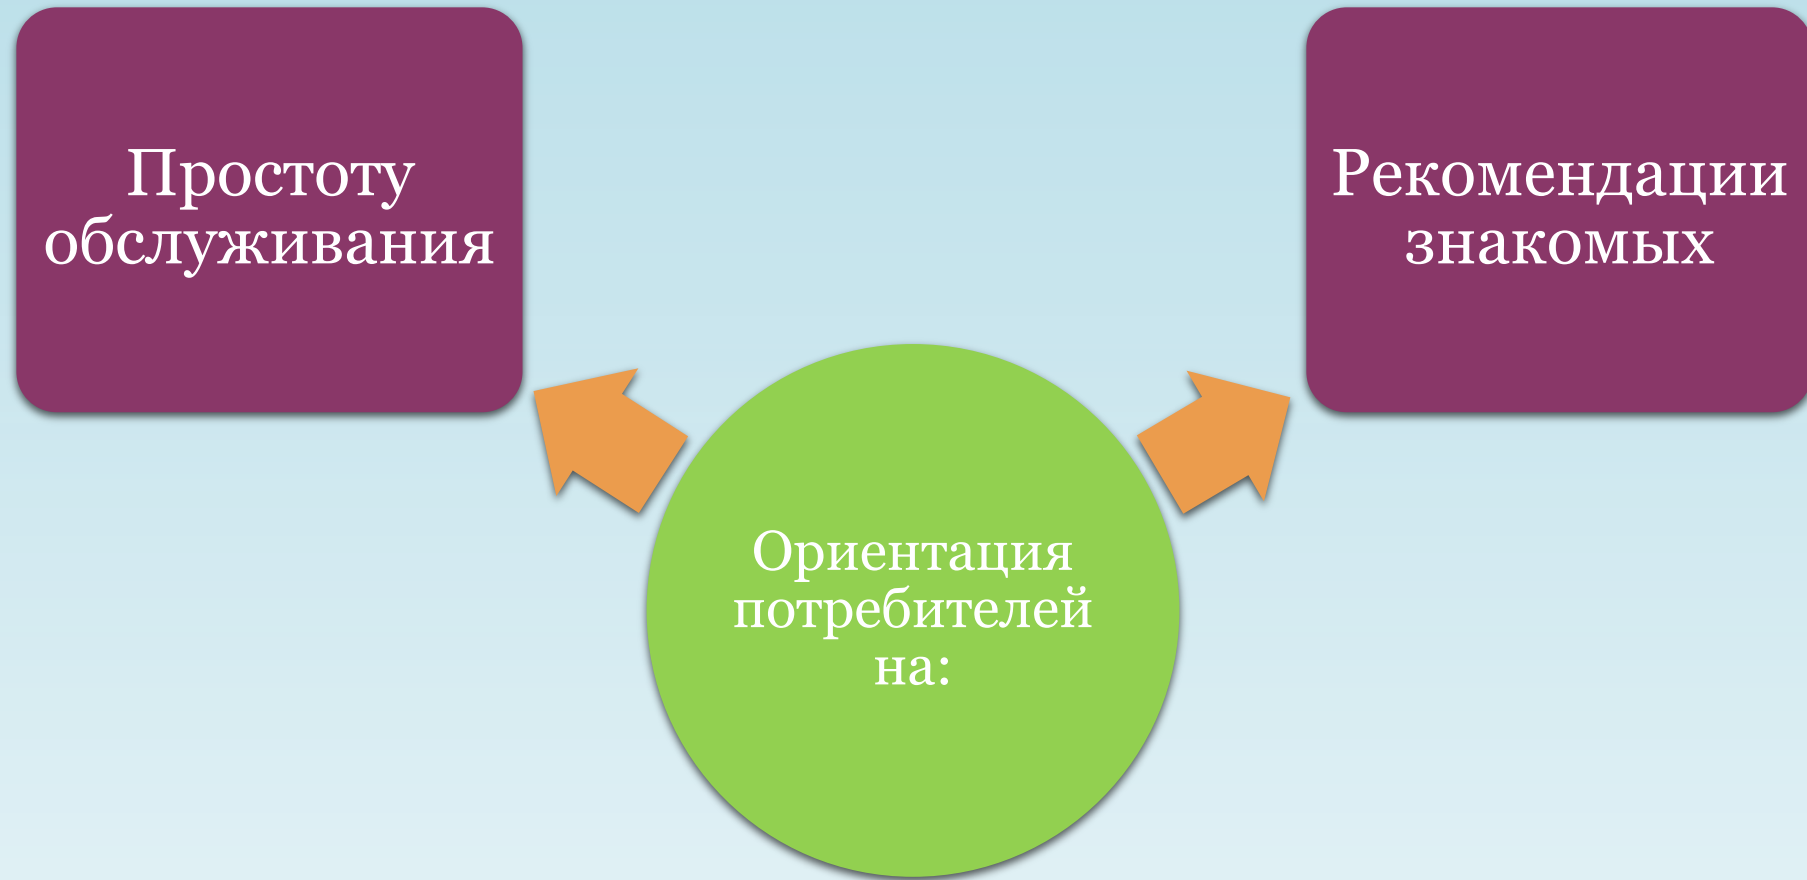 Простоту
обслуживания
Рекомендации
знакомых
Ориентация
потребителей
на: